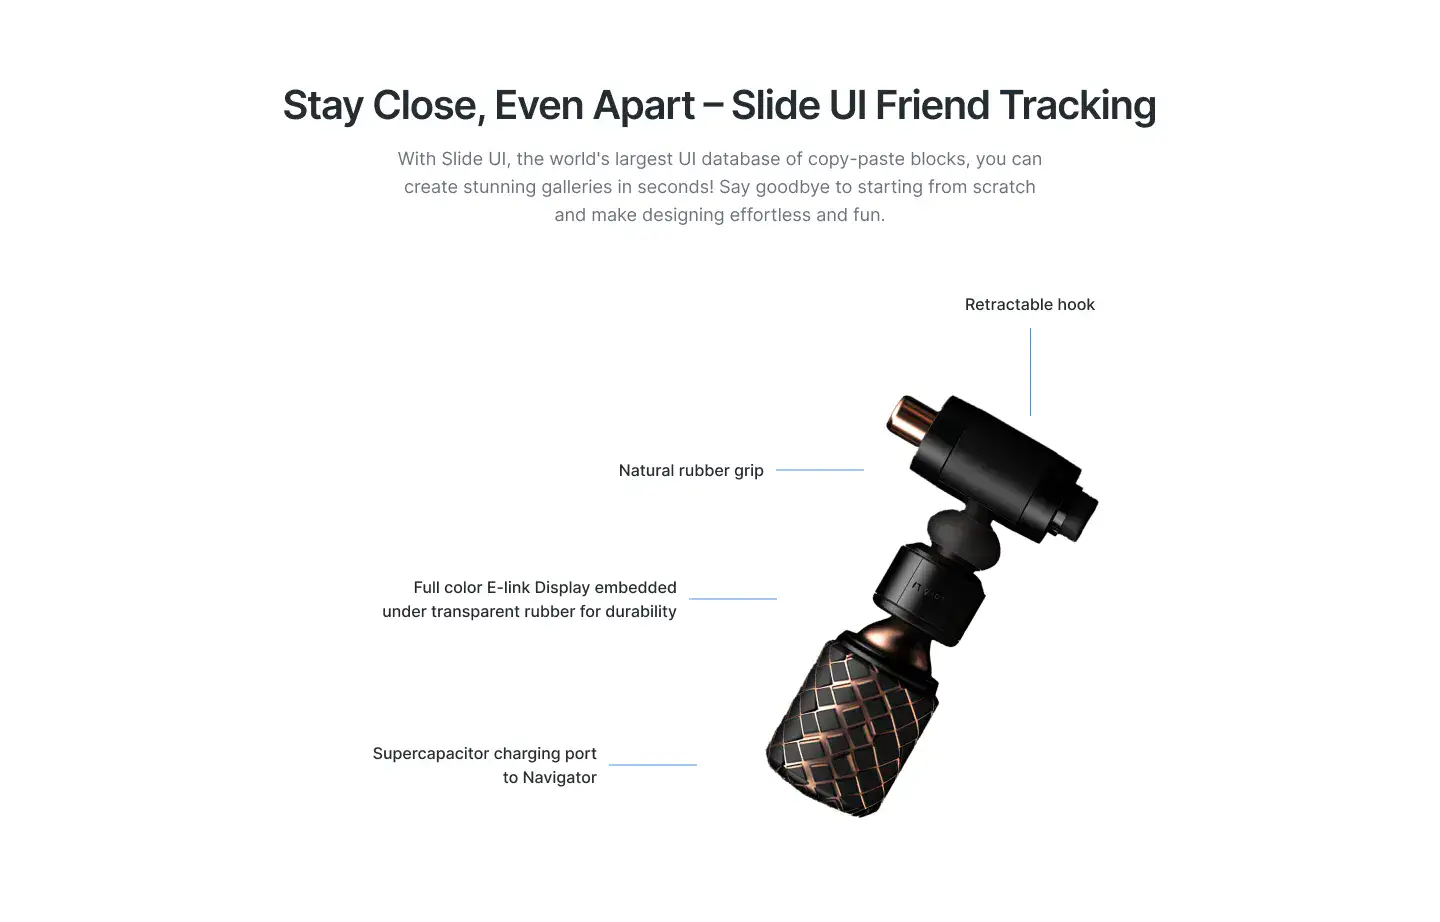 Stay Close, Even Apart – Slide UI Friend Tracking
With Slide UI, the world's largest UI database of copy-paste blocks, you can
create stunning galleries in seconds! Say goodbye to starting from scratch
and make designing effortless and fun.
Retractable hook
Natural rubber grip
Full color E-link Display embedded
under transparent rubber for durability
Supercapacitor charging port
to Navigator